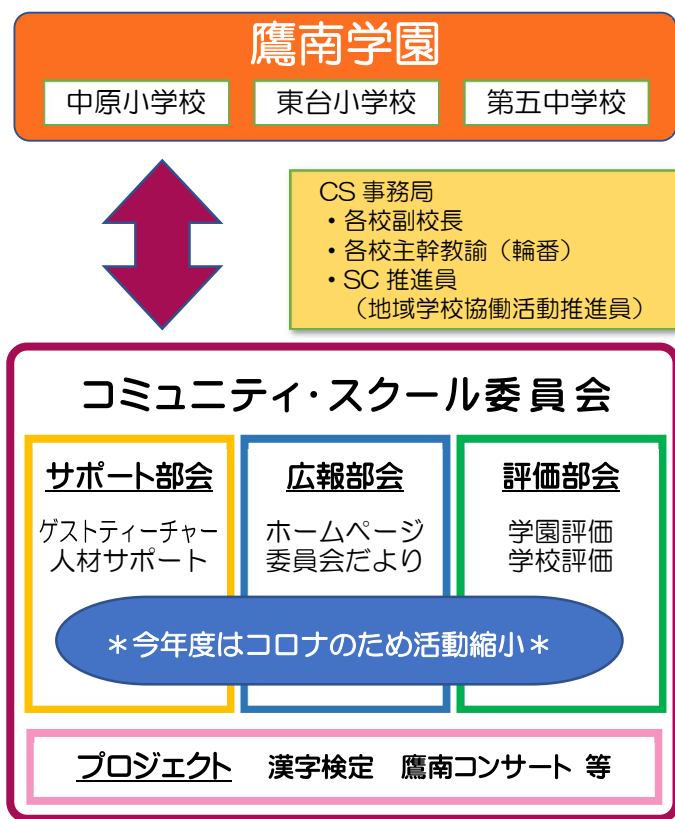 鷹南学園
中原小学校
東台小学校
第五中学校
CS 事務局
・各校副校長
・各校主幹教諭（輪番）
・SC 推進員
（地域学校協働活動推進員）
コミュニティ・スクール委員会
サポート部会
ゲストティーチャー
人材サポート
広報部会
ホームページ
委員会だより
評価部会
学園評価
学校評価
＊今年度はコロナのため活動縮小＊
プロジェクト 漢字検定 鷹南コンサート 等